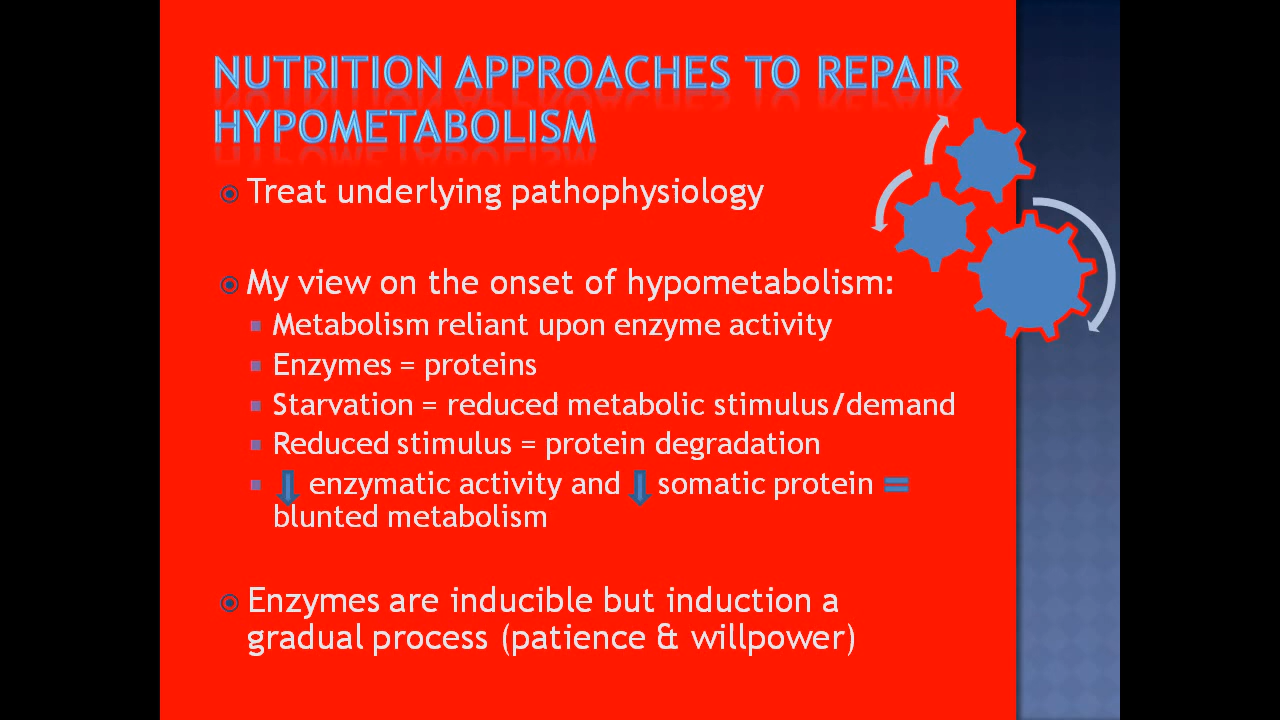 NUTRITION APPROACHES TO REPAIR
HYPOMETABOLISM
Treat underlying pathophysiology
My view on the onset of hypometabolism:
Metabolism reliant upon enzyme activity
Enzymes = proteins
Starvation = reduced metabolic stimulus/demand
Reduced stimulus = protein degradation
enzymatic activity and somatic protein =
blunted metabolism
Enzymes are inducible but induction a
gradual process (patience & willpower)